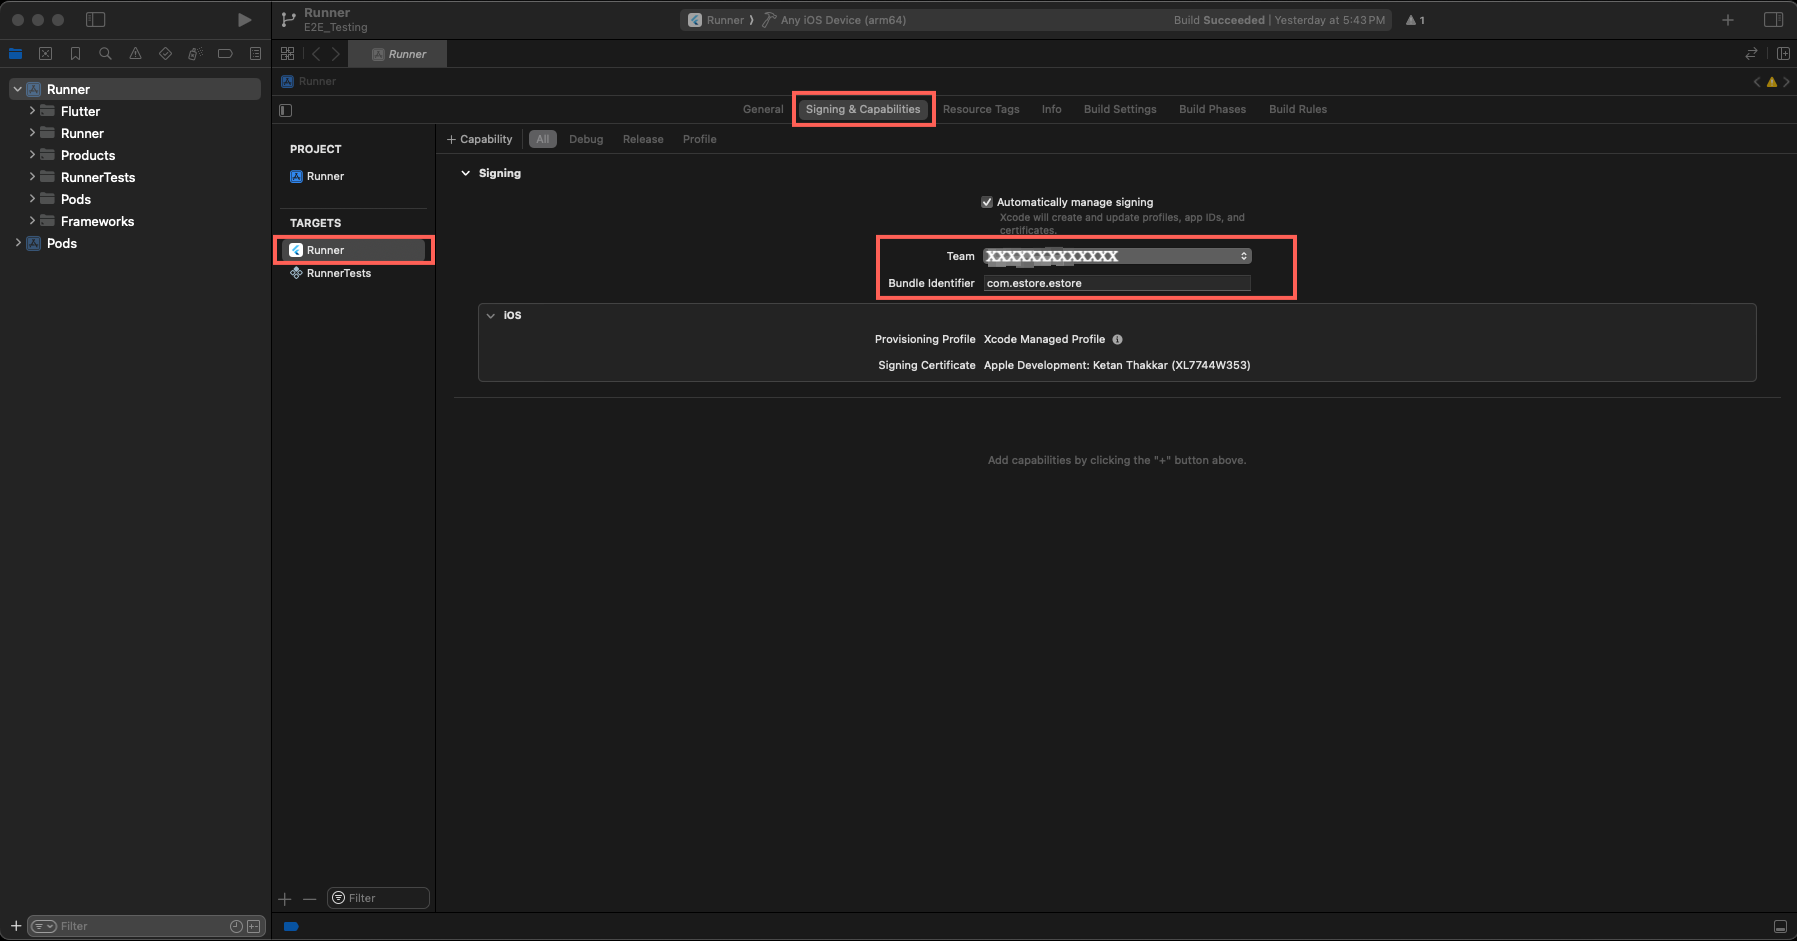 Runner
E2E_Testing
Runner ⟩ Any iOS Device (arm64)
Build Succeeded | Yesterday at 5:43 PM
1
Runner
Runner
Runner
Flutter
Runner
Products
RunnerTests
Pods
Frameworks
Pods
General
Signing & Capabilities
Resource Tags
Info
Build Settings
Build Phases
Build Rules
+ Capability
All
Debug
Release
Profile
PROJECT
Runner
TARGETS
Runner
RunnerTests
Signing
Automatically manage signing
Xcode will create and update profiles, app IDs, and
certificates.
Team XXXXXXXXXXXXX
Bundle Identifier com.estore.estore
iOS
Provisioning Profile Xcode Managed Profile
Signing Certificate Apple Development: Ketan Thakkar (XL7744W353)
Add capabilities by clicking the "+" button above.
Filter
Filter